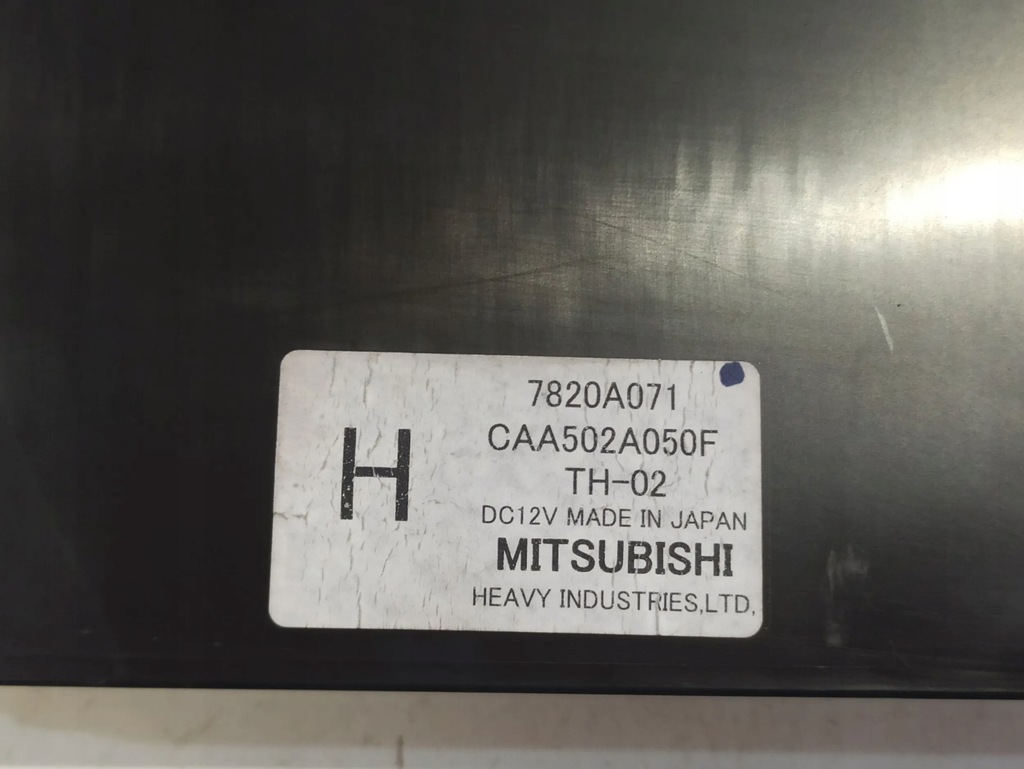 H
7820A071
CAA502A050F
TH-02
DC12V MADE IN JAPAN
MITSUBISHI
HEAVY INDUSTRIES,LTD.